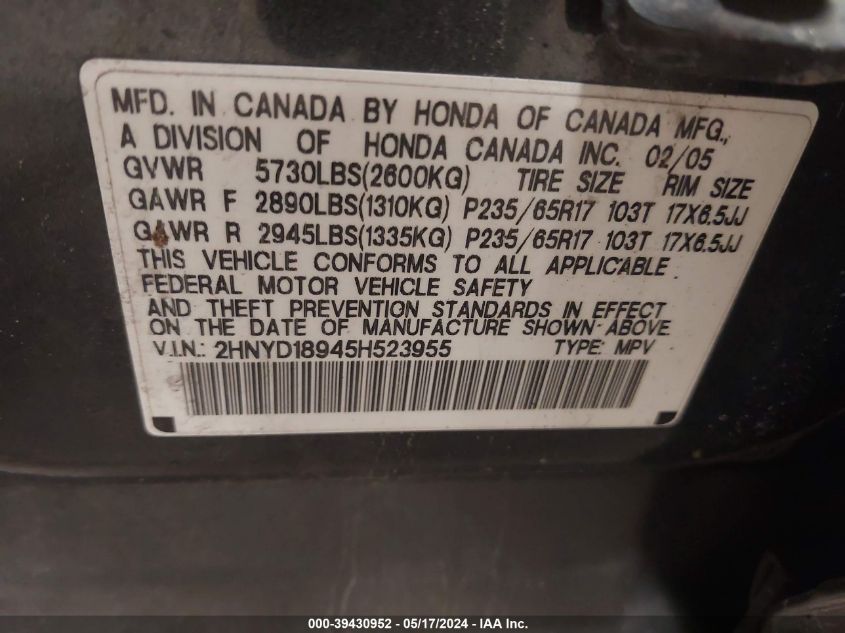 MFD. IN CANADA BY HONDA OF CANADA MFG.,
A DIVISION OF HONDA CANADA INC. 02/05
GVWR 5730LBS(2600KG) TIRE SIZE RIM SIZE
GAWR F 2890LBS(1310KG) P235/65R17 103T 17X6.5JJ
GAWR R 2945LBS(1335KG) P235/65R17 103T 17X6.5JJ
THIS VEHICLE CONFORMS TO ALL APPLICABLE
FEDERAL MOTOR VEHICLE SAFETY
AND THEFT PREVENTION STANDARDS IN EFFECT
ON THE DATE OF MANUFACTURE SHOWN ABOVE
V.I.N.: 2HNYD18945H523955 TYPE: MPV
000-39430952 - 05/17/2024 - IAA Inc.